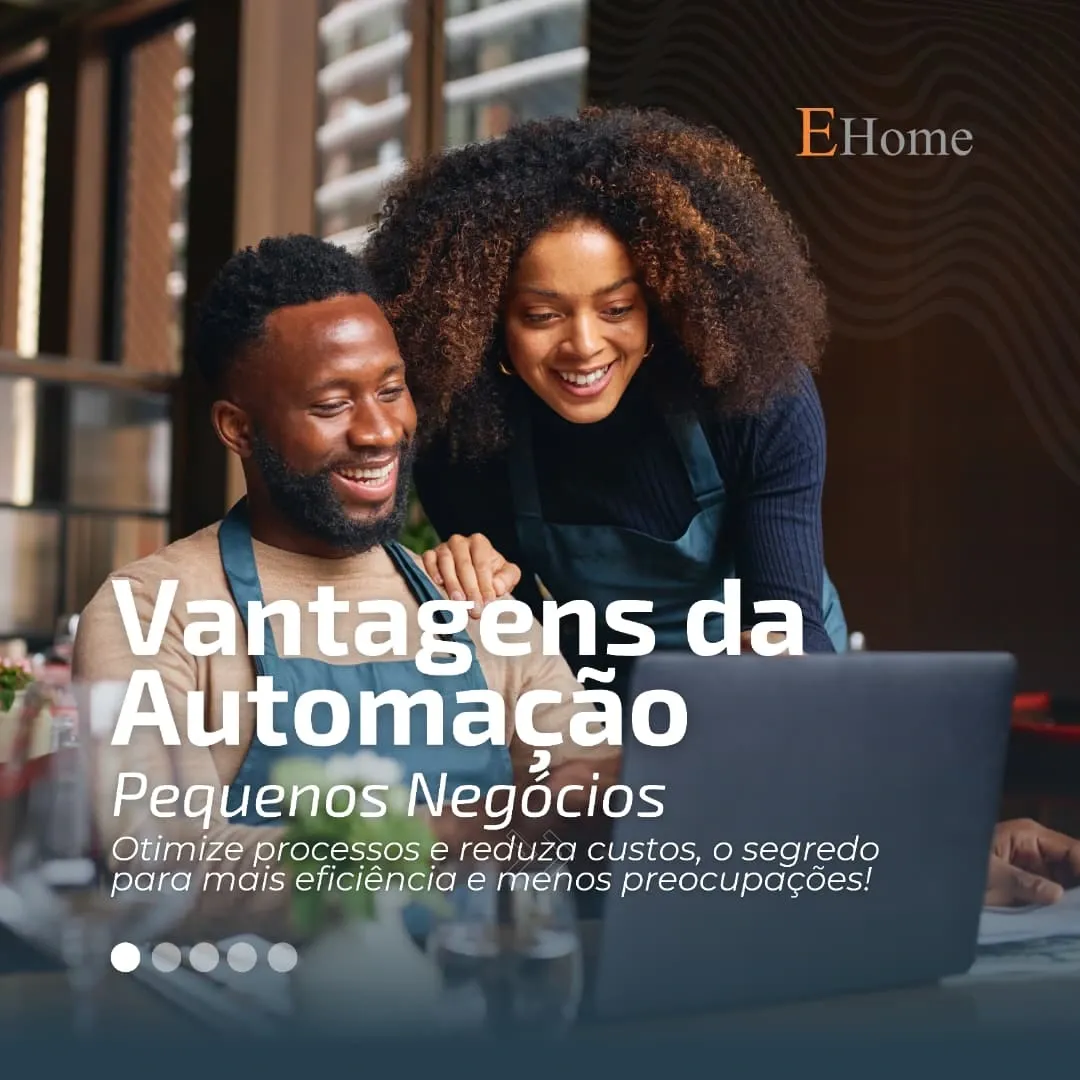 EHome
Vantagens da
Automação
Pequenos Negócios
Otimize processos e reduza custos, o segredo
para mais eficiência e menos preocupações!